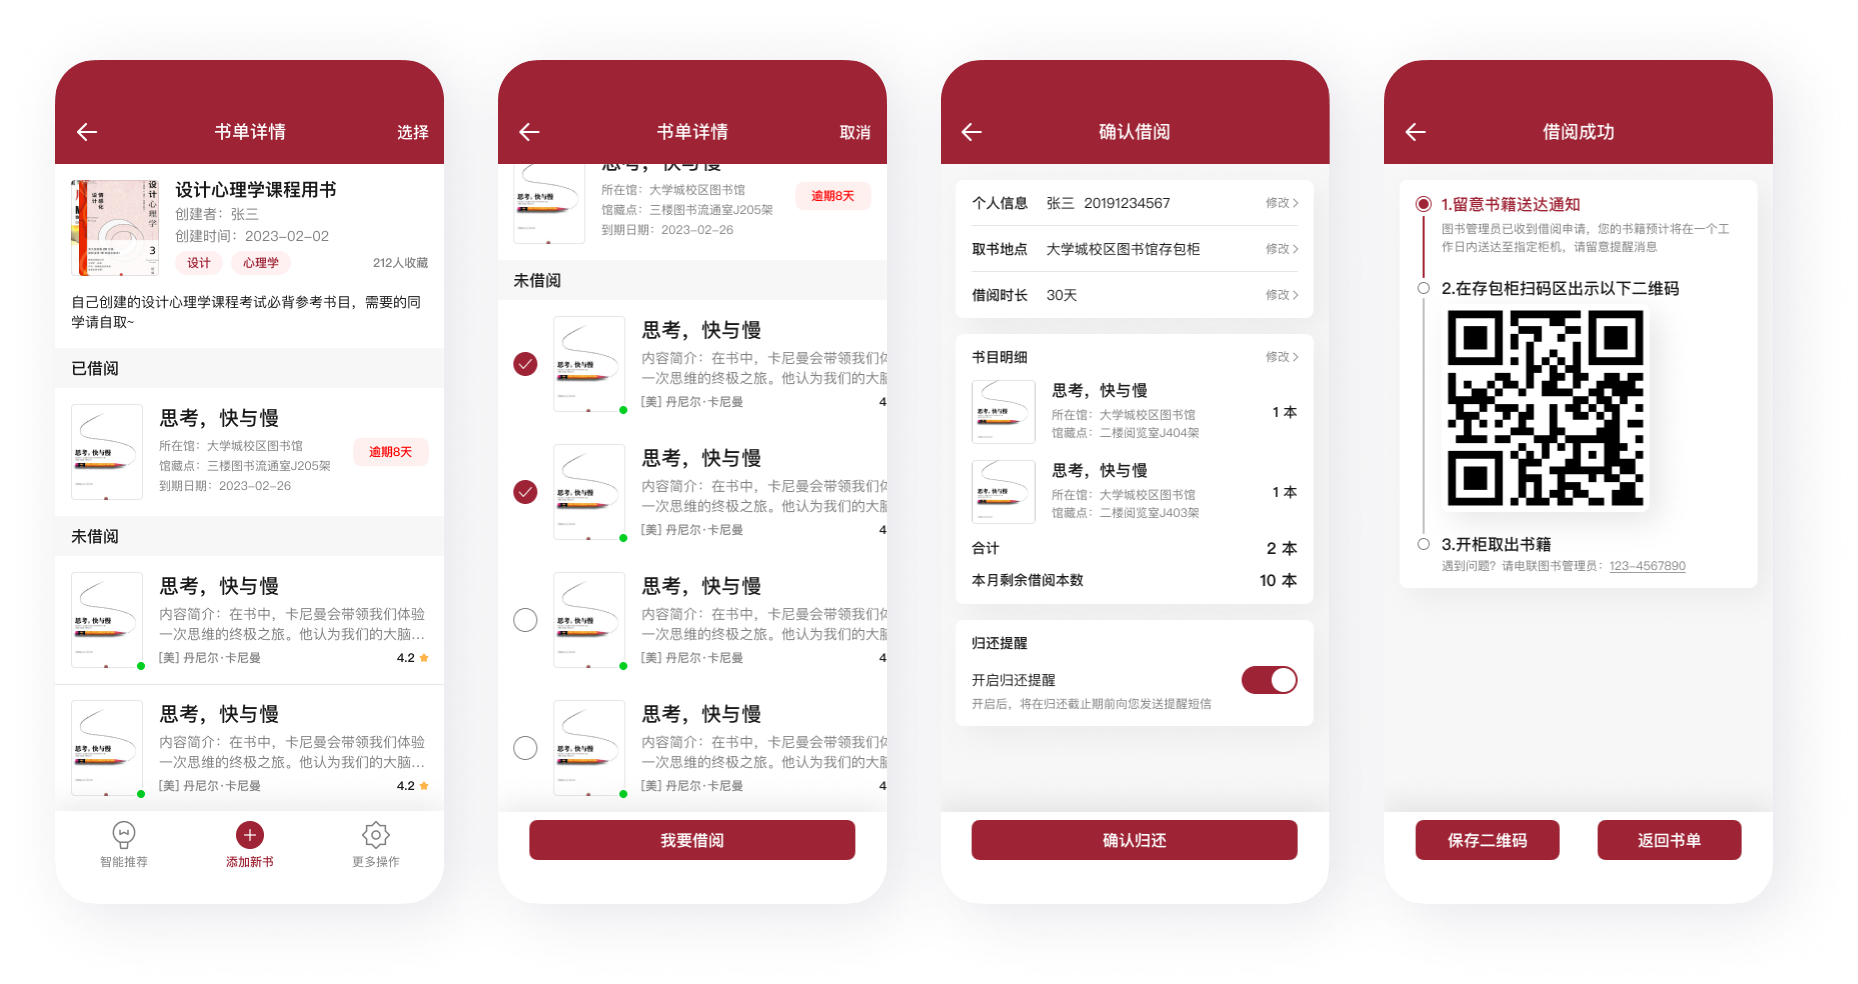 书单详情
选择
设计心理学课程用书
创建者：张三
创建时间：2023-02-02
设计
心理学
212人收藏
自己创建的设计心理学课程考试必背参考书目，需要的同
学请自取~
已借阅
思考，快与慢
所在馆：大学城校区图书馆
馆藏点：三楼图书流通室J205架
到期日期：2023-02-26
逾期8天
未借阅
思考，快与慢
内容简介：在书中，卡尼曼会带领我们体验
一次思维的终极之旅。他认为我们的大脑...
[美] 丹尼尔·卡尼曼
4.2
思考，快与慢
内容简介：在书中，卡尼曼会带领我们体验
一次思维的终极之旅。他认为我们的大脑...
[美] 丹尼尔·卡尼曼
4.2
智能推荐
添加新书
更多操作
书单详情
取消
思考，快与慢
所在馆：大学城校区图书馆
馆藏点：三楼图书流通室J205架
到期日期：2023-02-26
逾期8天
未借阅
思考，快与慢
内容简介：在书中，卡尼曼会带领我们体
一次思维的终极之旅。他认为我们的大脑
[美] 丹尼尔·卡尼曼
4
思考，快与慢
内容简介：在书中，卡尼曼会带领我们体
一次思维的终极之旅。他认为我们的大脑
[美] 丹尼尔·卡尼曼
4
思考，快与慢
内容简介：在书中，卡尼曼会带领我们体
一次思维的终极之旅。他认为我们的大脑
[美] 丹尼尔·卡尼曼
4
思考，快与慢
内容简介：在书中，卡尼曼会带领我们体
一次思维的终极之旅。他认为我们的大脑
[美] 丹尼尔·卡尼曼
4
我要借阅
确认借阅
个人信息 张三 20191234567 修改
取书地点 大学城校区图书馆存包柜 修改
借阅时长 30天 修改
书目明细 修改
思考，快与慢
所在馆：大学城校区图书馆
馆藏点：二楼阅览室J404架
1 本
思考，快与慢
所在馆：大学城校区图书馆
馆藏点：二楼阅览室J403架
1 本
合计 2 本
本月剩余借阅本数 10 本
归还提醒
开启归还提醒
开启后，将在归还截止期前向您发送提醒短信
确认归还
借阅成功
1.留意书籍送达通知
图书管理员已收到借阅申请，您的书籍预计将在一个工
作日内送达至指定柜机，请留意提醒消息
2.在存包柜扫码区出示以下二维码
3.开柜取出书籍
遇到问题？请电联图书管理员：123-4567890
保存二维码
返回书单